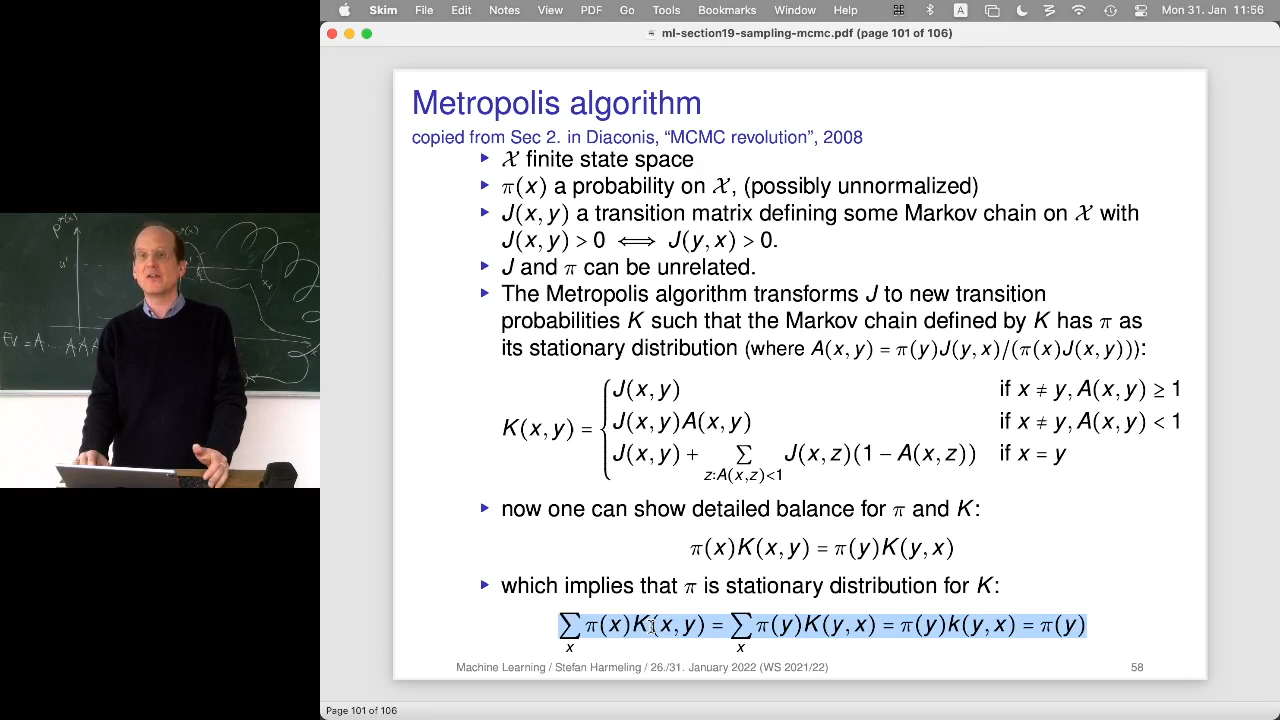 Skim File Edit Notes View PDF Go Tools Bookmarks Window Help A Mon 31. Jan 11:56
ml-section19-sampling-mcmc.pdf (page 101 of 106)
Metropolis algorithm
copied from Sec 2. in Diaconis, “MCMC revolution”, 2008
▸ 𝒳 finite state space
▸ π(x) a probability on 𝒳, (possibly unnormalized)
▸ J(x, y) a transition matrix defining some Markov chain on 𝒳 with
J(x, y) > 0 ⟺ J(y, x) > 0.
▸ J and π can be unrelated.
▸ The Metropolis algorithm transforms J to new transition
probabilities K such that the Markov chain defined by K has π as
its stationary distribution (where A(x, y) = π(y)J(y, x)/(π(x)J(x, y))):
K(x, y) = { J(x, y) if x ≠ y, A(x, y) ≥ 1
J(x, y)A(x, y) if x ≠ y, A(x, y) < 1
J(x, y) + ∑ J(x, z)(1 − A(x, z)) if x = y
z:A(x,z)<1
▸ now one can show detailed balance for π and K:
π(x)K(x, y) = π(y)K(y, x)
▸ which implies that π is stationary distribution for K:
∑ π(x)K(x, y) = ∑ π(y)K(y, x) = π(y)k(y, x) = π(y)
x x
Machine Learning / Stefan Harmeling / 26./31. January 2022 (WS 2021/22) 58
Page 101 of 106